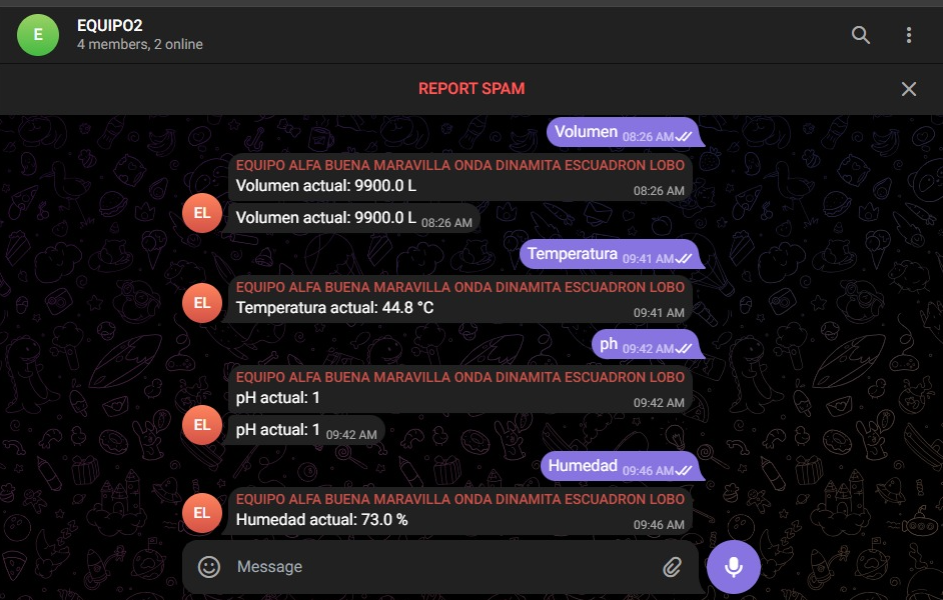 E
EQUIPO2
4 members, 2 online
REPORT SPAM
Volumen 08:26 AM
EQUIPO ALFA BUENA MARAVILLA ONDA DINAMITA ESCUADRON LOBO
Volumen actual: 9900.0 L 08:26 AM
EL
Volumen actual: 9900.0 L 08:26 AM
Temperatura 09:41 AM
EQUIPO ALFA BUENA MARAVILLA ONDA DINAMITA ESCUADRON LOBO
EL
Temperatura actual: 44.8 °C 09:41 AM
ph 09:42 AM
EQUIPO ALFA BUENA MARAVILLA ONDA DINAMITA ESCUADRON LOBO
pH actual: 1 09:42 AM
EL
pH actual: 1 09:42 AM
Humedad 09:46 AM
EQUIPO ALFA BUENA MARAVILLA ONDA DINAMITA ESCUADRON LOBO
EL
Humedad actual: 73.0 % 09:46 AM
Message